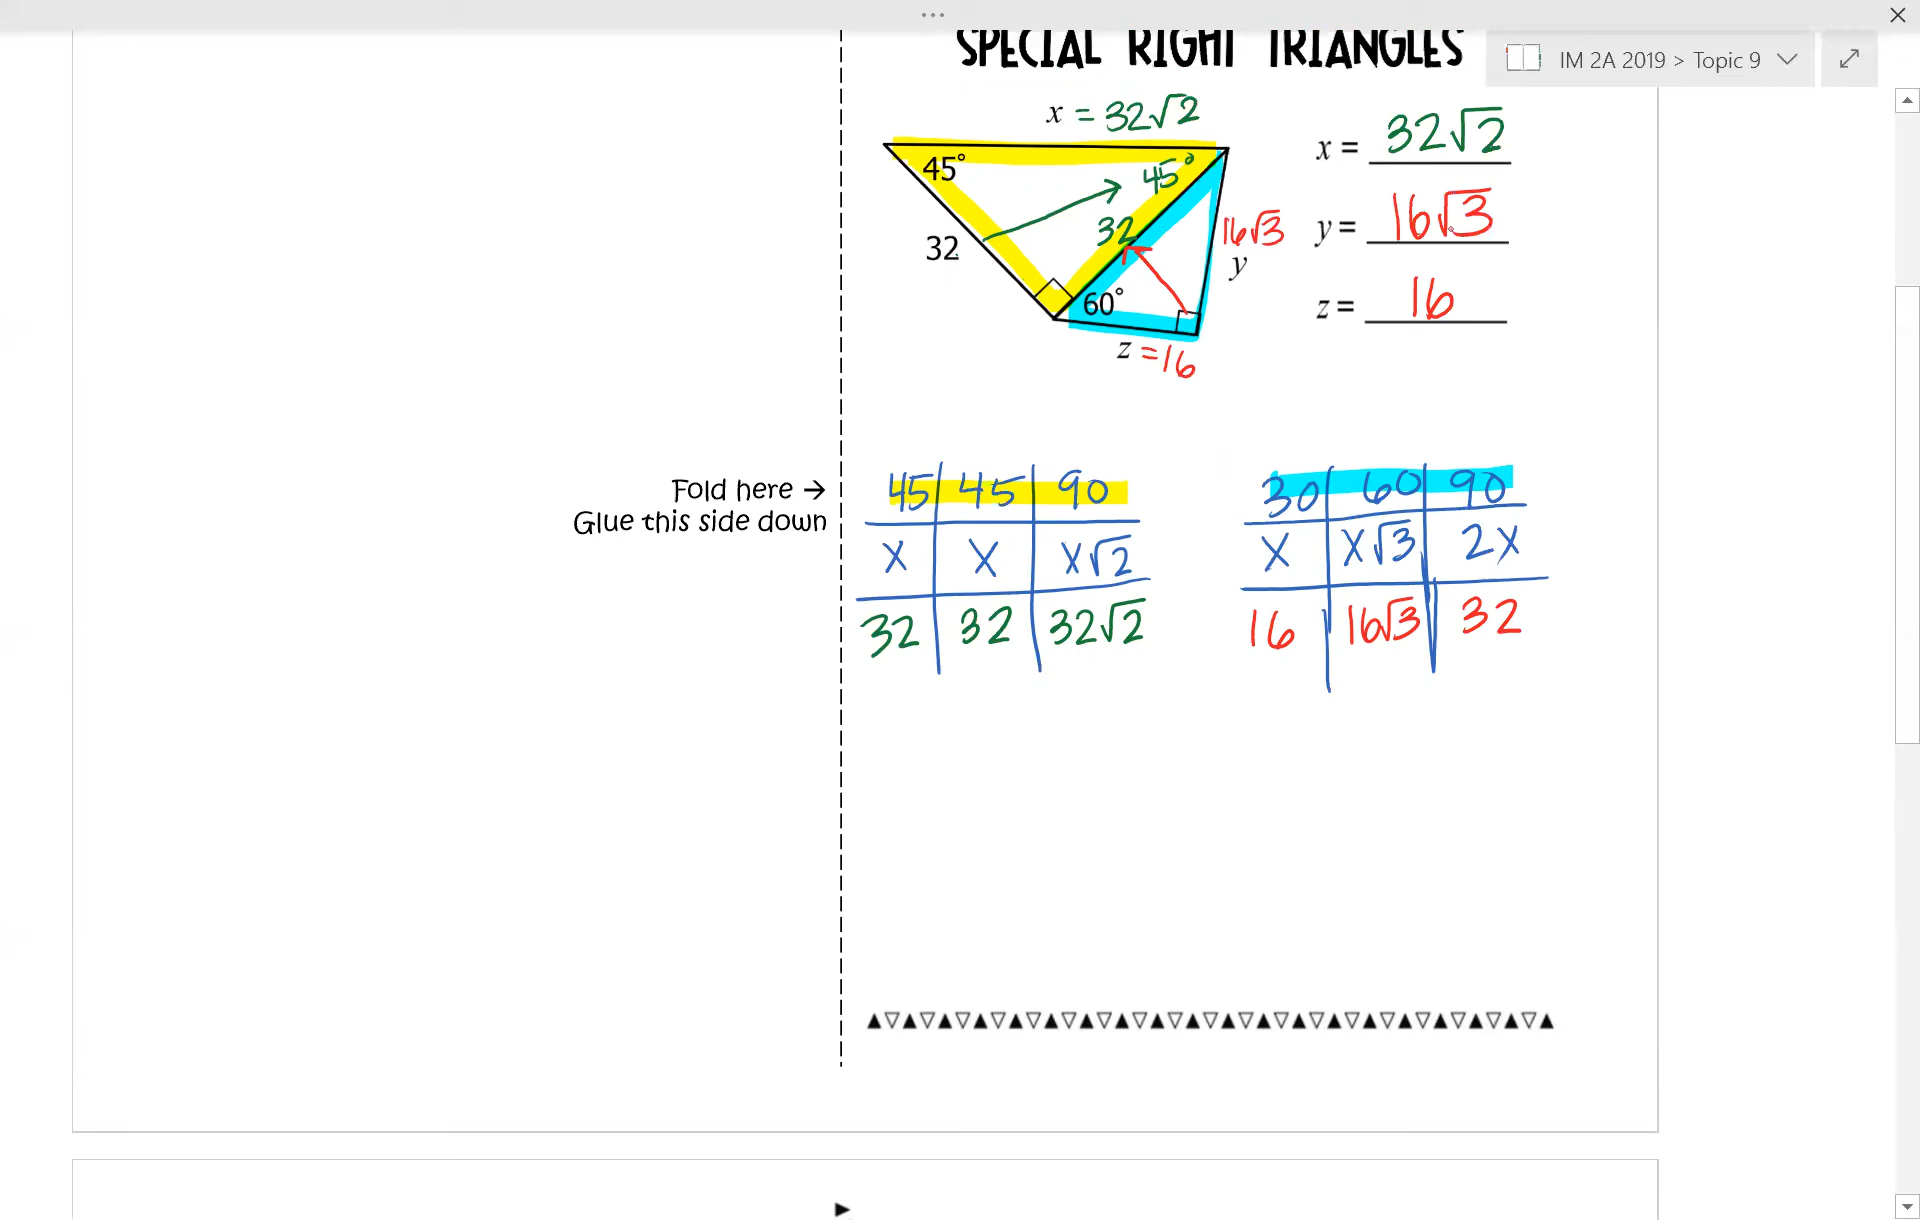 SPECIAL RIGHT TRIANGLES
IM 2A 2019 > Topic 9
x = 32√2
x = 32√2
45°
45°
32
32
16√3
y
y = 16√3
60°
z = 16
z = 16
Fold here →
Glue this side down
45 45 90
x x x√2
32 32 32√2
30 60 90
x x√3 2x
16 16√3 32